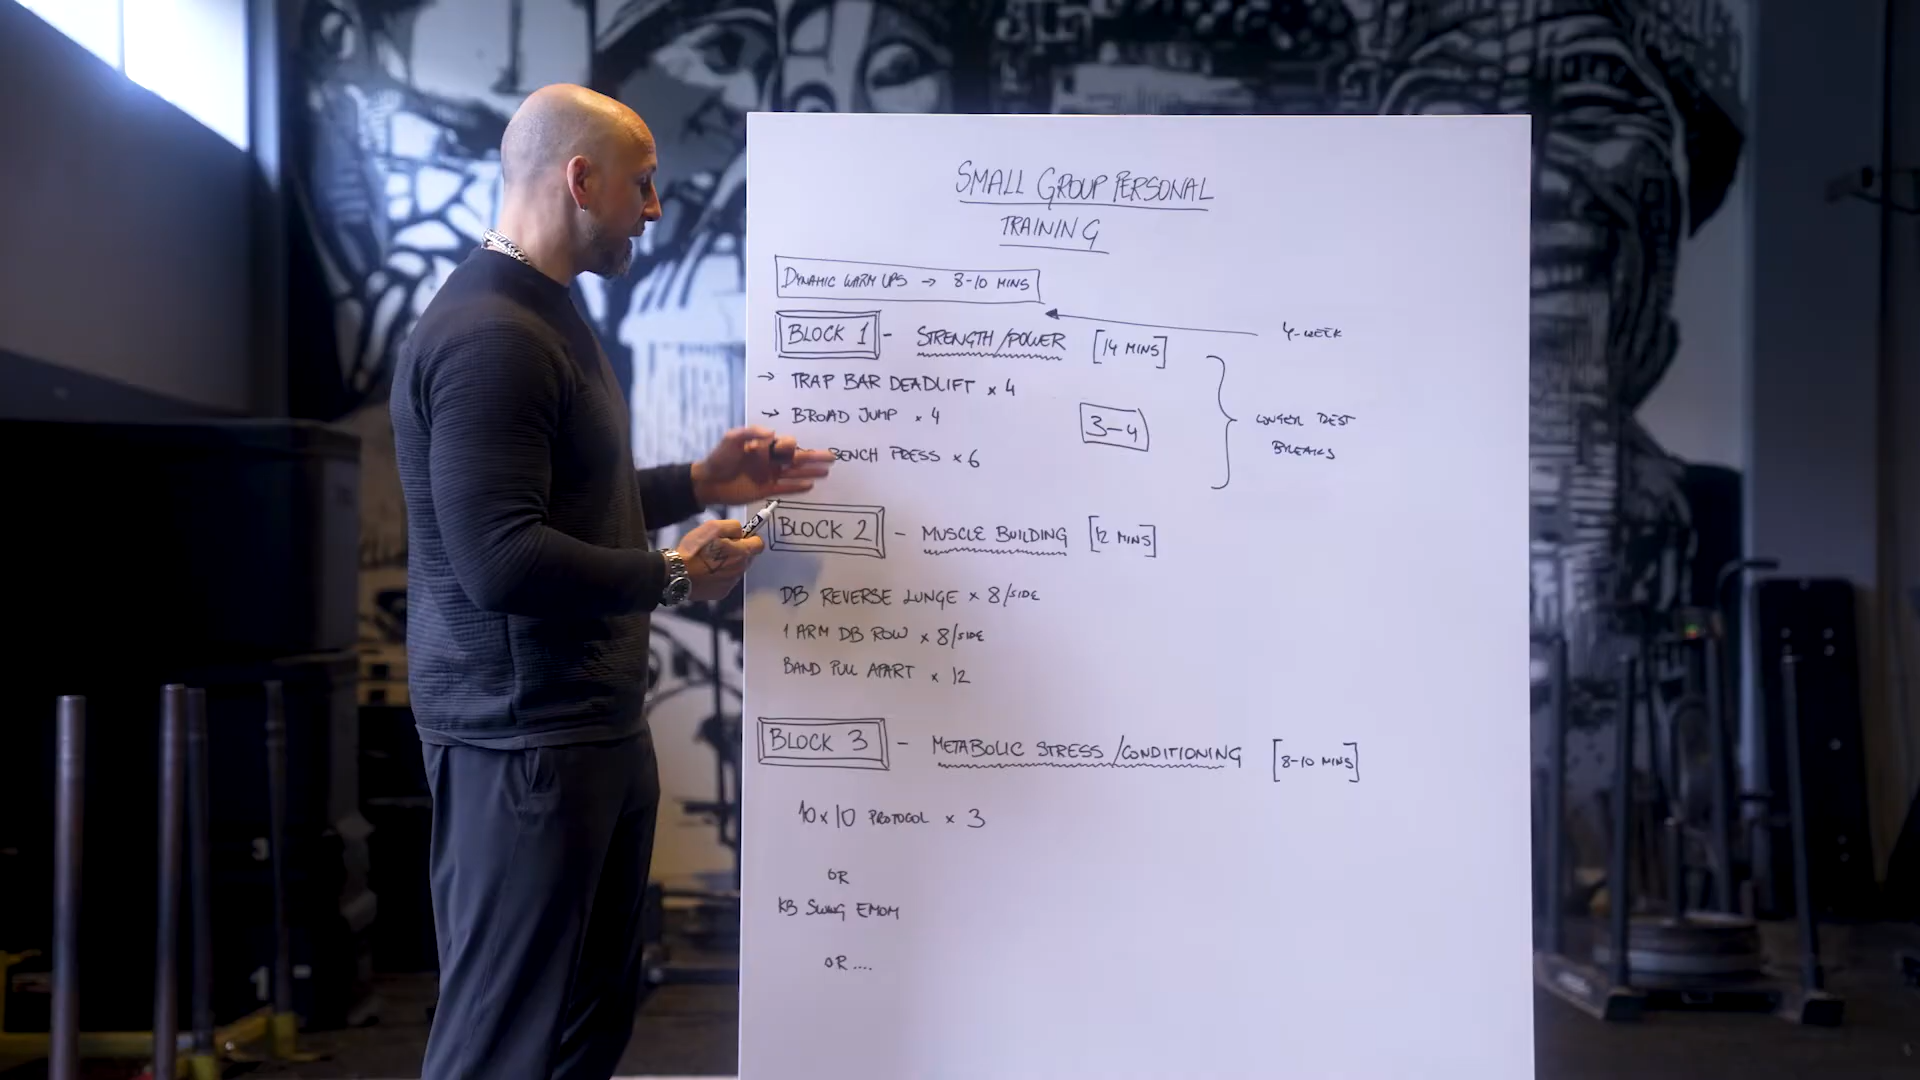 SMALL GROUP PERSONAL
TRAINING
DYNAMIC WARM UPS → 8-10 MINS
BLOCK 1 - STRENGTH/POWER [14 MINS]
4-WEEK
→ TRAP BAR DEADLIFT × 4
→ BROAD JUMP × 4
3-4
LONGER REST
BREAKS
BENCH PRESS × 6
BLOCK 2 - MUSCLE BUILDING [12 MINS]
DB REVERSE LUNGE × 8/SIDE
1 ARM DB ROW × 8/SIDE
BAND PULL APART × 12
BLOCK 3 - METABOLIC STRESS/CONDITIONING [8-10 MINS]
10×10 PROTOCOL × 3
OR
KB SWING EMOM
OR....
3
1